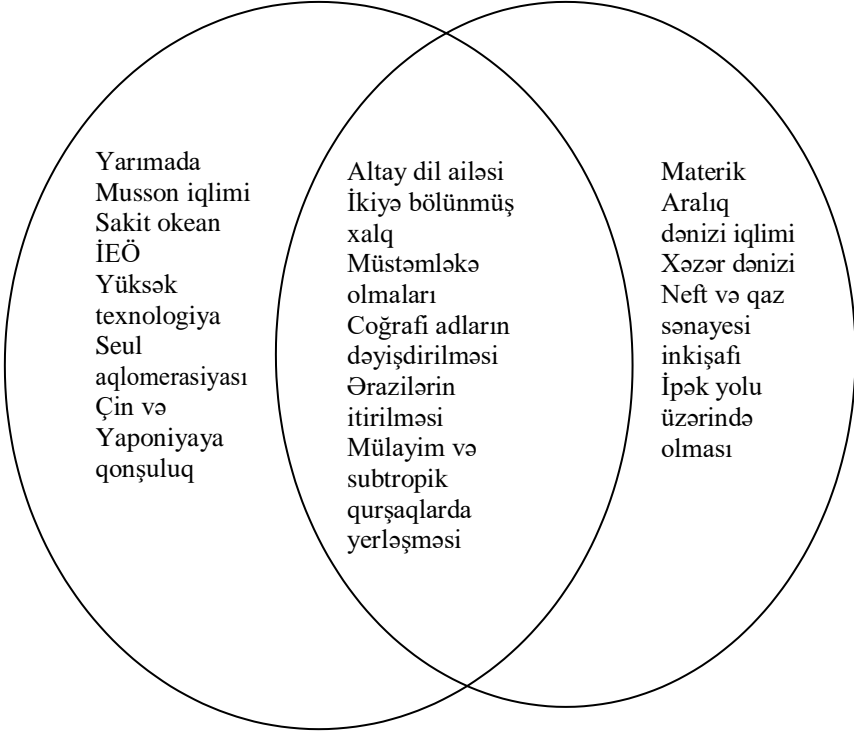 Yarımada
Musson iqlimi
Sakit okean
İEÖ
Yüksək
texnologiya
Seul
aqlomerasiyası
Çin və
Yaponiyaya
qonşuluq
Altay dil ailəsi
İkiyə bölünmüş
xalq
Müstəmləkə
olmaları
Coğrafi adların
dəyişdirilməsi
Ərazilərin
itirilməsi
Mülayim və
subtropik
qurşaqlarda
yerləşməsi
Materik
Aralıq
dənizi iqlimi
Xəzər dənizi
Neft və qaz
sənayesi
inkişafı
İpək yolu
üzərində
olması